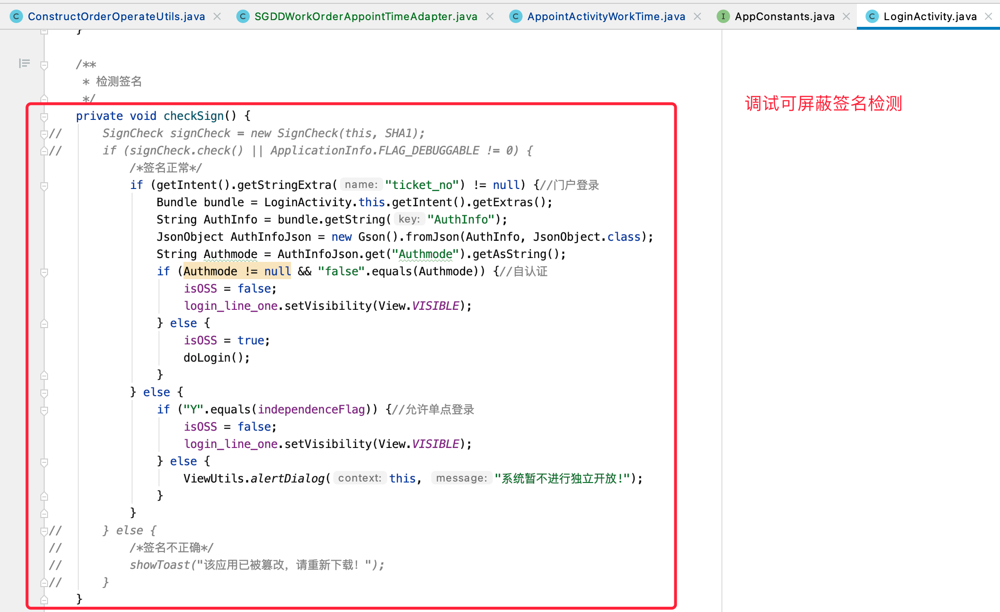 ConstructOrderOperateUtils.java SGDDWorkOrderAppointTimeAdapter.java AppointActivityWorkTime.java AppConstants.java LoginActivity.java
}
/**
* 检测签名
*/
调试可屏蔽签名检测
private void checkSign() {
// SignCheck signCheck = new SignCheck(this, SHA1);
// if (signCheck.check() || ApplicationInfo.FLAG_DEBUGGABLE != 0) {
/*签名正常*/
if (getIntent().getStringExtra( name: "ticket_no") != null) {//门户登录
Bundle bundle = LoginActivity.this.getIntent().getExtras();
String AuthInfo = bundle.getString( key: "AuthInfo");
JsonObject AuthInfoJson = new Gson().fromJson(AuthInfo, JsonObject.class);
String Authmode = AuthInfoJson.get("Authmode").getAsString();
if (Authmode != null && "false".equals(Authmode)) {//自认证
isOSS = false;
login_line_one.setVisibility(View.VISIBLE);
} else {
isOSS = true;
doLogin();
}
} else {
if ("Y".equals(independenceFlag)) {//允许单点登录
isOSS = false;
login_line_one.setVisibility(View.VISIBLE);
} else {
ViewUtils.alertDialog( context: this, message: "系统暂不进行独立开放!");
}
}
// } else {
// /*签名不正确*/
// showToast("该应用已被篡改，请重新下载！");
// }
}